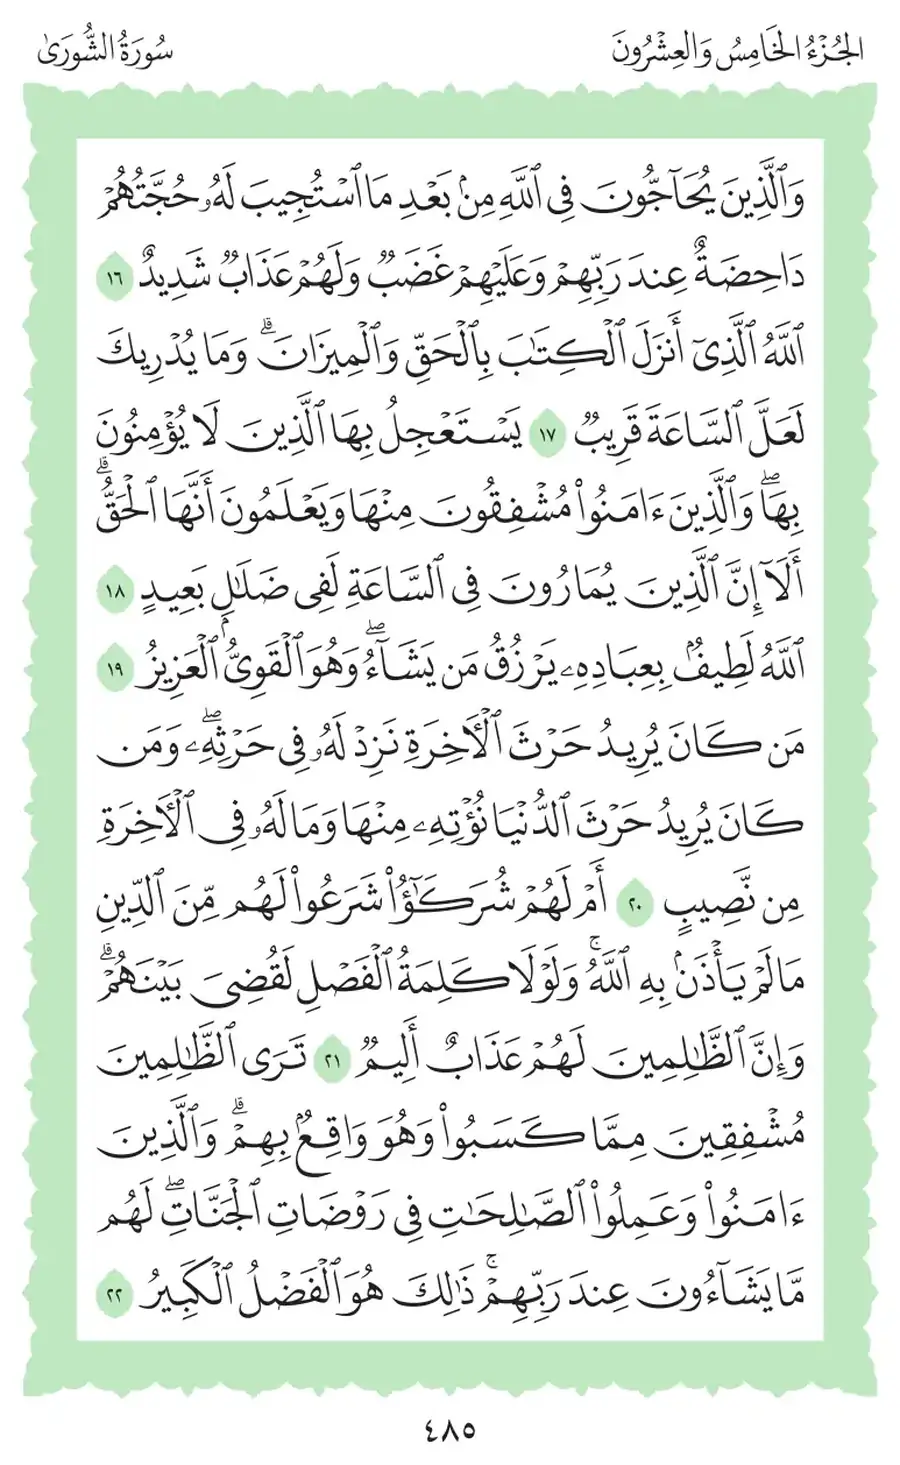 الجُزْءُ الخَامِسُ وَالعِشْرُونَ
سُورَةُ الشُّورَىٰ
وَٱلَّذِينَ يُحَآجُّونَ فِي ٱللَّهِ مِنۢ بَعْدِ مَا ٱسْتُجِيبَ لَهُۥ حُجَّتُهُمْ
دَاحِضَةٌ عِندَ رَبِّهِمْ وَعَلَيْهِمْ غَضَبٌ وَلَهُمْ عَذَابٌ شَدِيدٌ ١٦
ٱللَّهُ ٱلَّذِىٓ أَنزَلَ ٱلْكِتَٰبَ بِٱلْحَقِّ وَٱلْمِيزَانَۗ وَمَا يُدْرِيكَ
لَعَلَّ ٱلسَّاعَةَ قَرِيبٌ ١٧ يَسْتَعْجِلُ بِهَا ٱلَّذِينَ لَا يُؤْمِنُونَ
بِهَاۖ وَٱلَّذِينَ ءَامَنُوا۟ مُشْفِقُونَ مِنْهَا وَيَعْلَمُونَ أَنَّهَا ٱلْحَقُّۗ
أَلَآ إِنَّ ٱلَّذِينَ يُمَارُونَ فِي ٱلسَّاعَةِ لَفِي ضَلَٰلٍۭ بَعِيدٍ ١٨
ٱللَّهُ لَطِيفٌۢ بِعِبَادِهِۦ يَرْزُقُ مَن يَشَآءُۖ وَهُوَ ٱلْقَوِىُّ ٱلْعَزِيزُ ١٩
مَن كَانَ يُرِيدُ حَرْثَ ٱلْأَخِرَةِ نَزِدْ لَهُۥ فِي حَرْثِهِۦۖ وَمَن
كَانَ يُرِيدُ حَرْثَ ٱلدُّنْيَا نُؤْتِهِۦ مِنْهَا وَمَا لَهُۥ فِي ٱلْأَخِرَةِ
مِن نَّصِيبٍ ٢٠ أَمْ لَهُمْ شُرَكَٰٓؤُا۟ شَرَعُوا۟ لَهُم مِّنَ ٱلدِّينِ
مَا لَمْ يَأْذَنۢ بِهِ ٱللَّهُۚ وَلَوْلَا كَلِمَةُ ٱلْفَصْلِ لَقُضِىَ بَيْنَهُمْۗ
وَإِنَّ ٱلظَّٰلِمِينَ لَهُمْ عَذَابٌ أَلِيمٌ ٢١ تَرَى ٱلظَّٰلِمِينَ
مُشْفِقِينَ مِمَّا كَسَبُوا۟ وَهُوَ وَاقِعٌۢ بِهِمْۗ وَٱلَّذِينَ
ءَامَنُوا۟ وَعَمِلُوا۟ ٱلصَّٰلِحَٰتِ فِي رَوْضَاتِ ٱلْجَنَّاتِۖ لَهُم
مَّا يَشَآءُونَ عِندَ رَبِّهِمْۚ ذَٰلِكَ هُوَ ٱلْفَضْلُ ٱلْكَبِيرُ ٢٢
٤٨٥